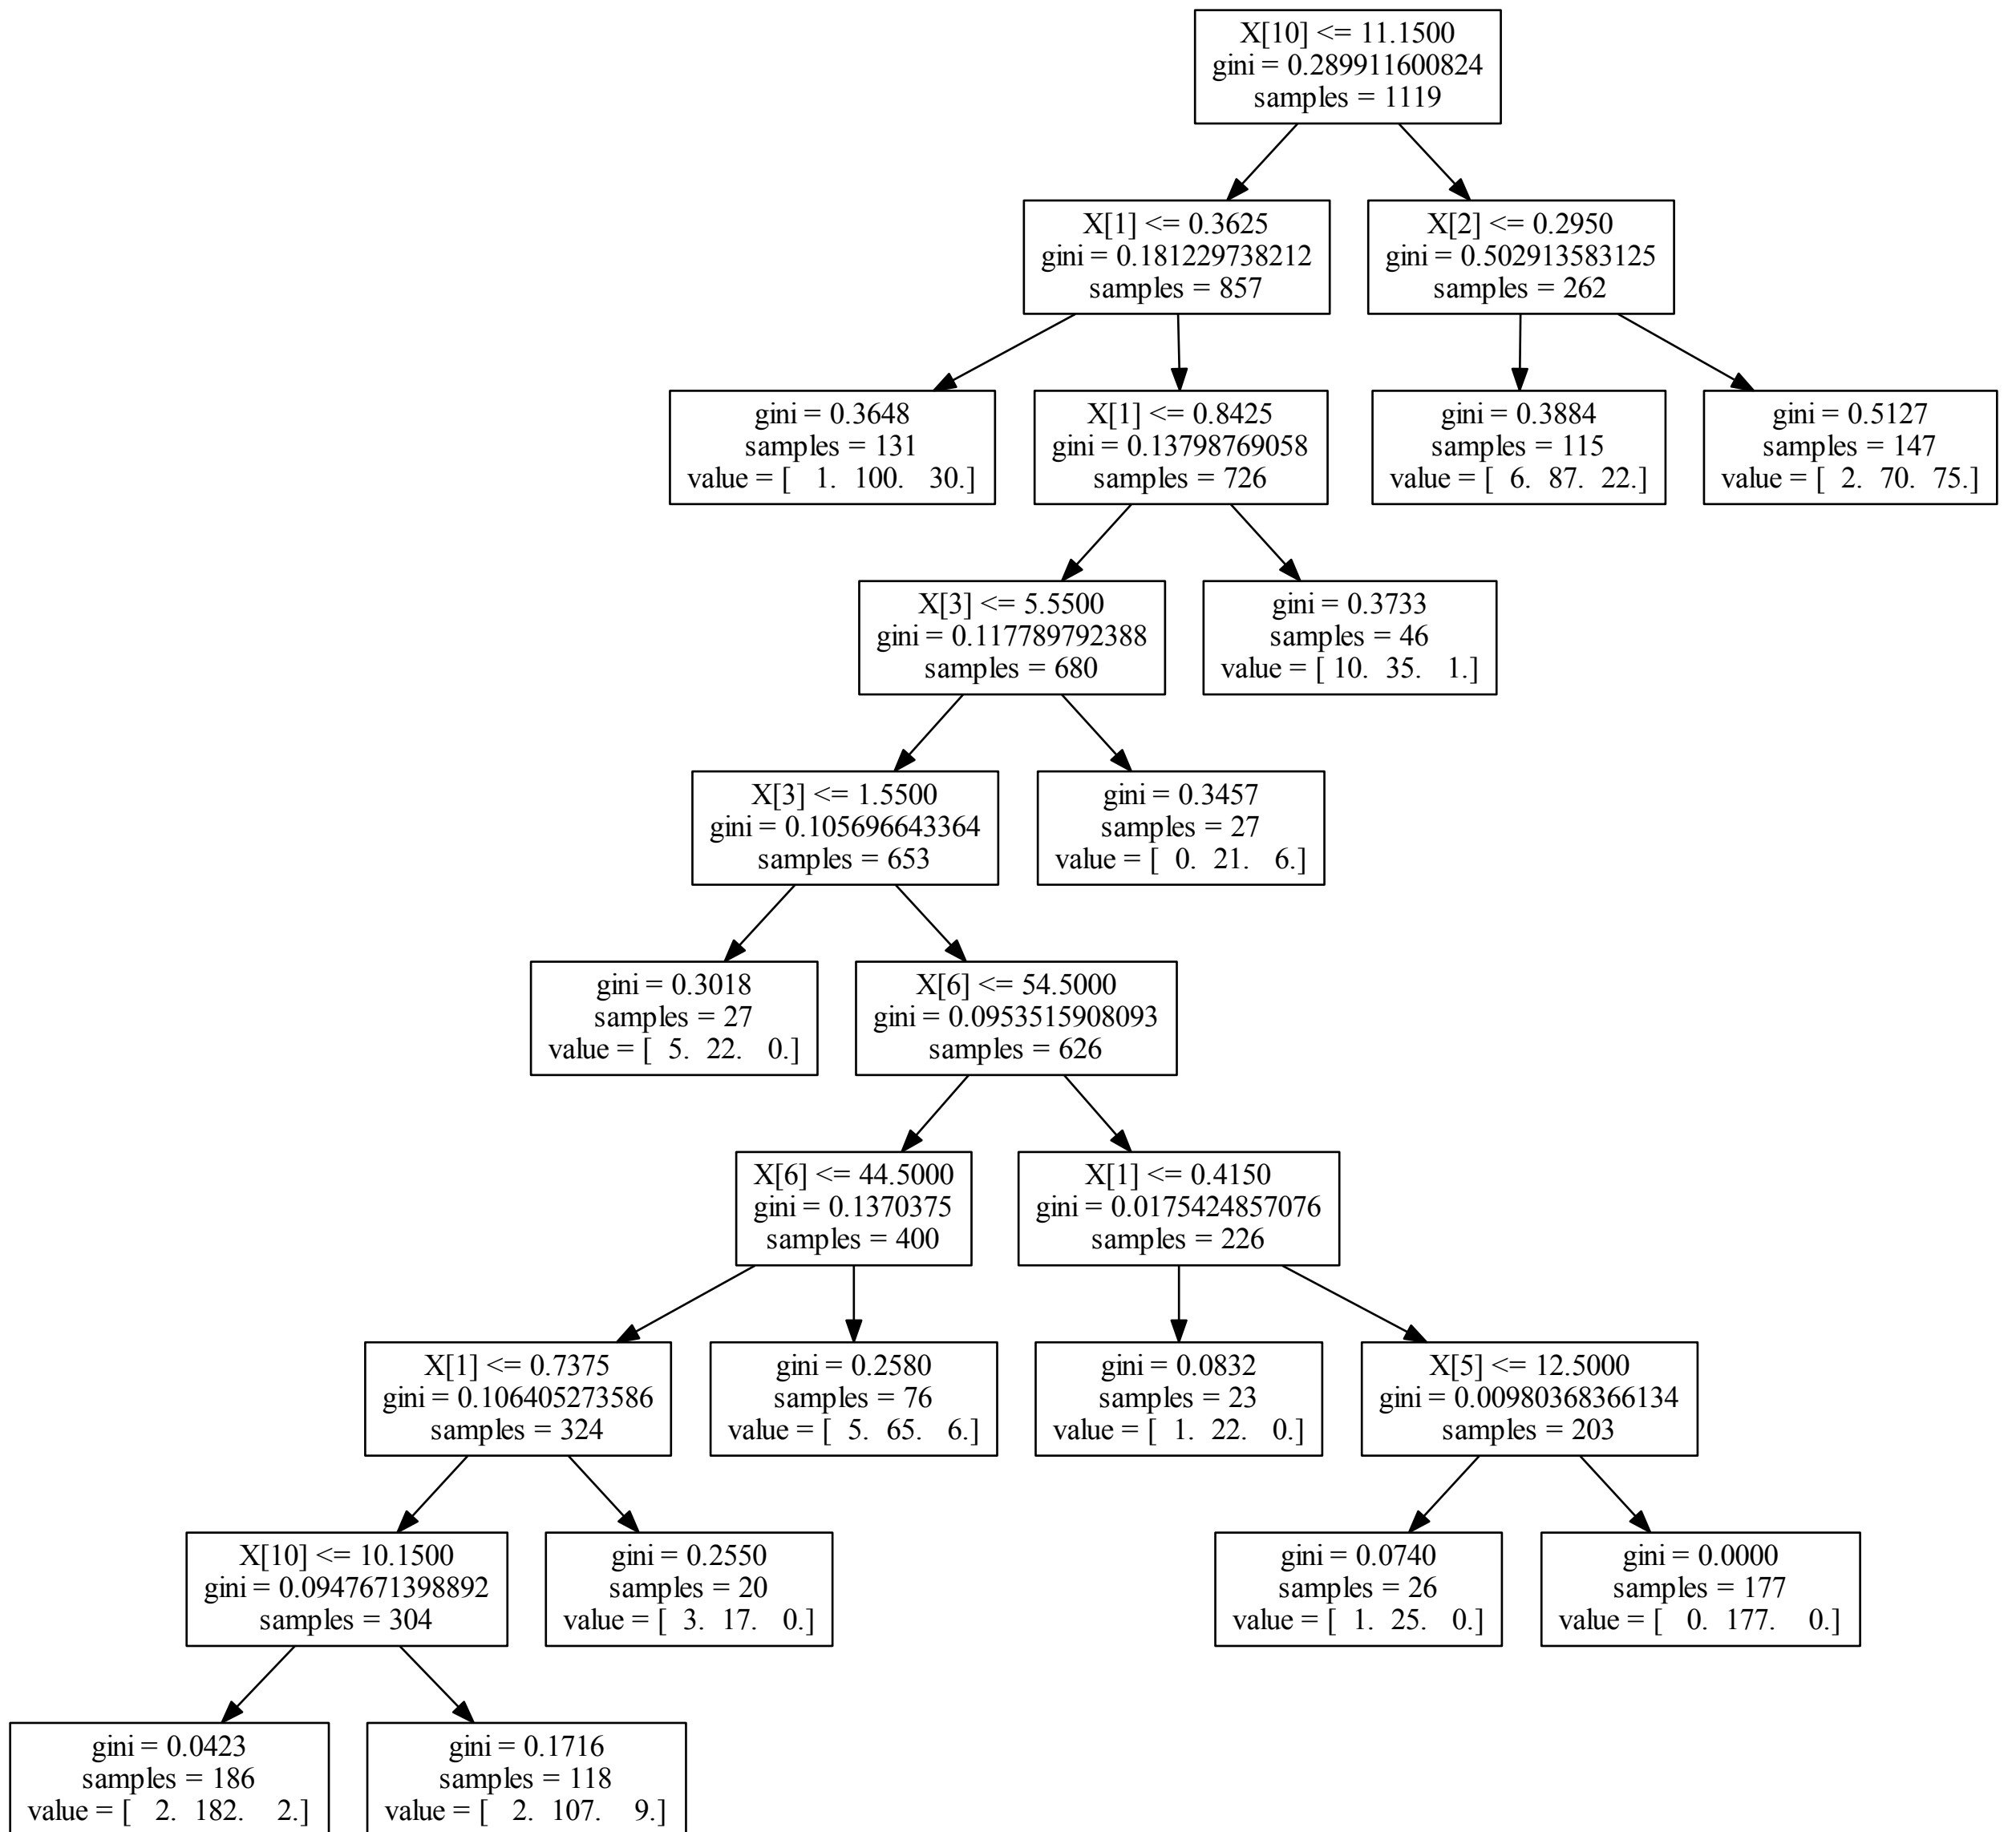 X[10] <= 11.1500
gini = 0.289911600824
samples = 1119
X[1] <= 0.3625
gini = 0.181229738212
samples = 857
X[2] <= 0.2950
gini = 0.502913583125
samples = 262
gini = 0.3648
samples = 131
value = [   1.  100.   30.]
X[1] <= 0.8425
gini = 0.13798769058
samples = 726
gini = 0.3884
samples = 115
value = [  6.  87.  22.]
gini = 0.5127
samples = 147
value = [  2.  70.  75.]
X[3] <= 5.5500
gini = 0.117789792388
samples = 680
gini = 0.3733
samples = 46
value = [ 10.  35.   1.]
X[3] <= 1.5500
gini = 0.105696643364
samples = 653
gini = 0.3457
samples = 27
value = [  0.  21.   6.]
gini = 0.3018
samples = 27
value = [  5.  22.   0.]
X[6] <= 54.5000
gini = 0.0953515908093
samples = 626
X[6] <= 44.5000
gini = 0.1370375
samples = 400
X[1] <= 0.4150
gini = 0.0175424857076
samples = 226
X[1] <= 0.7375
gini = 0.106405273586
samples = 324
gini = 0.2580
samples = 76
value = [  5.  65.   6.]
gini = 0.0832
samples = 23
value = [  1.  22.   0.]
X[5] <= 12.5000
gini = 0.00980368366134
samples = 203
X[10] <= 10.1500
gini = 0.0947671398892
samples = 304
gini = 0.2550
samples = 20
value = [  3.  17.   0.]
gini = 0.0740
samples = 26
value = [  1.  25.   0.]
gini = 0.0000
samples = 177
value = [   0.  177.    0.]
gini = 0.0423
samples = 186
value = [   2.  182.    2.]
gini = 0.1716
samples = 118
value = [   2.  107.    9.]